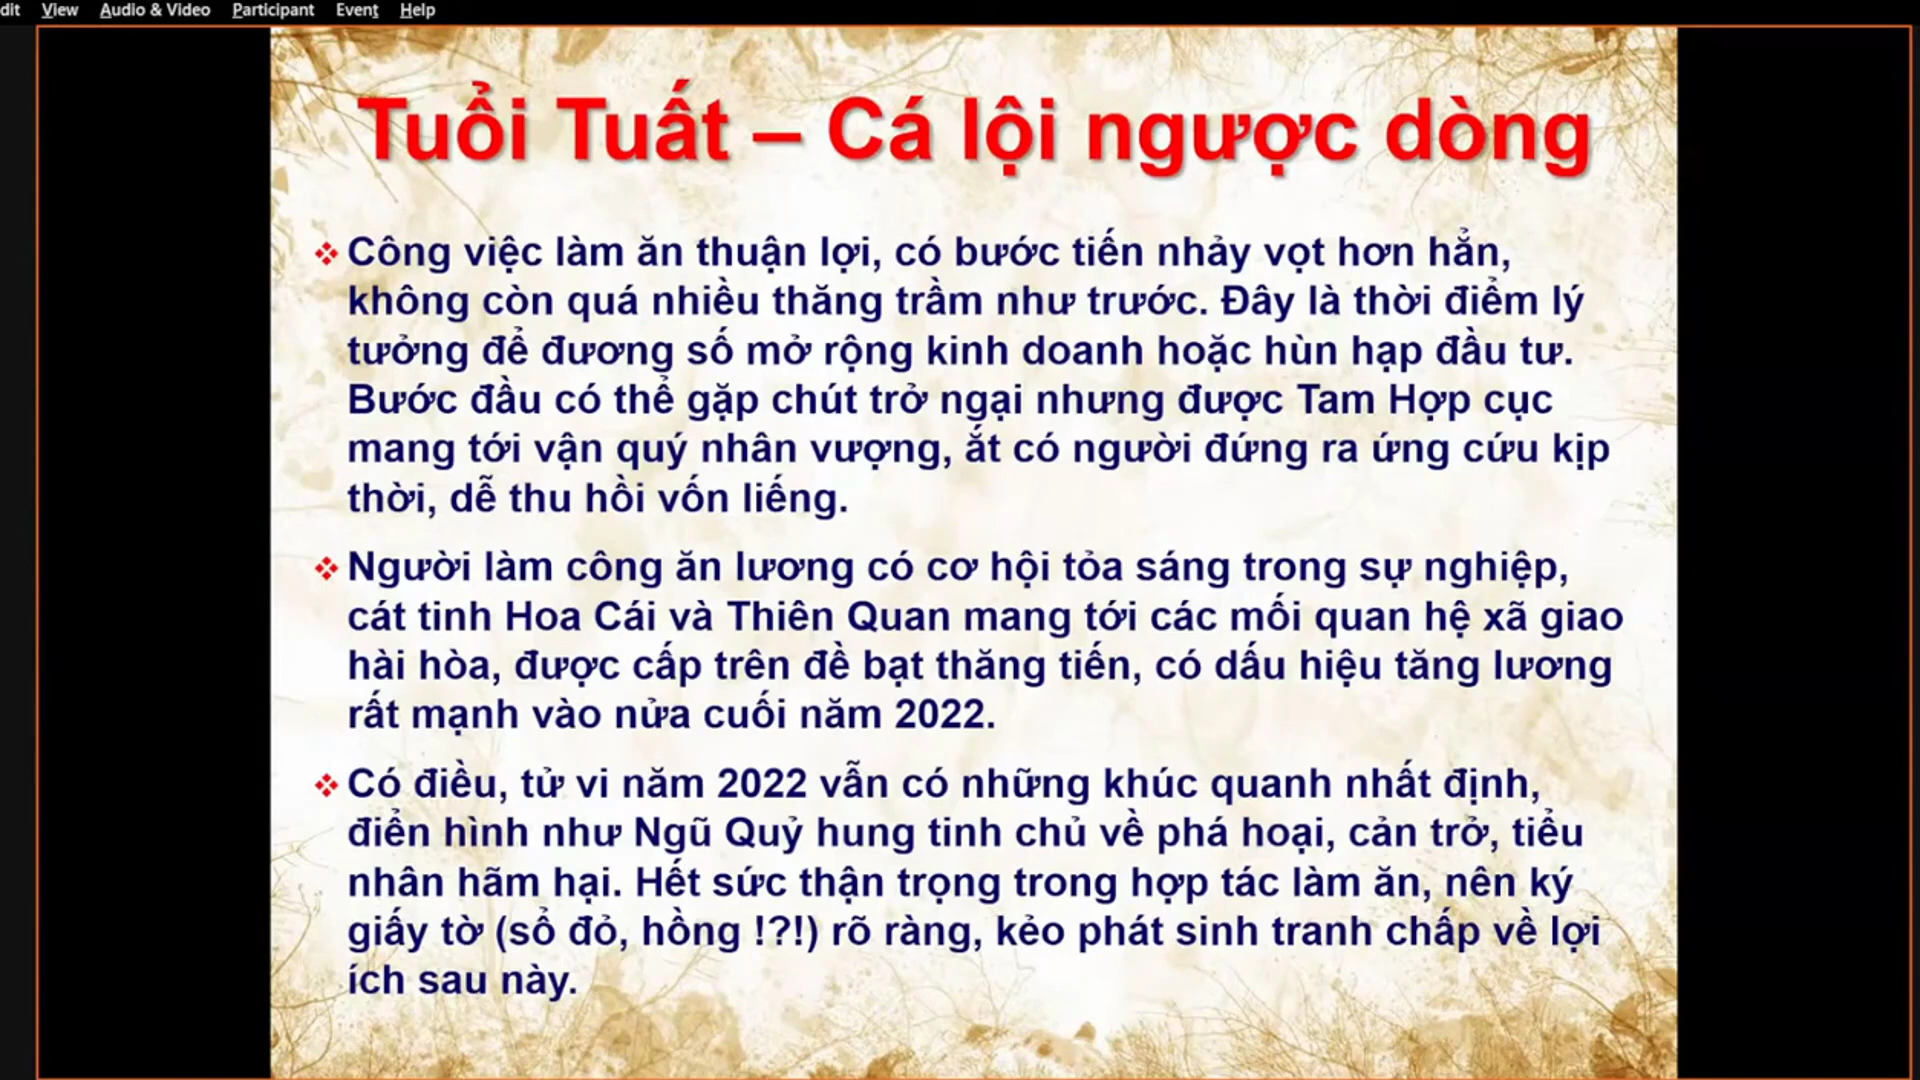 dit View Audio & Video Participant Event Help
Tuổi Tuất – Cá lội ngược dòng
Công việc làm ăn thuận lợi, có bước tiến nhảy vọt hơn hẳn,
không còn quá nhiều thăng trầm như trước. Đây là thời điểm lý
tưởng để đương số mở rộng kinh doanh hoặc hùn hạp đầu tư.
Bước đầu có thể gặp chút trở ngại nhưng được Tam Hợp cục
mang tới vận quý nhân vượng, ắt có người đứng ra ứng cứu kịp
thời, dễ thu hồi vốn liếng.
Người làm công ăn lương có cơ hội tỏa sáng trong sự nghiệp,
cát tinh Hoa Cái và Thiên Quan mang tới các mối quan hệ xã giao
hài hòa, được cấp trên đề bạt thăng tiến, có dấu hiệu tăng lương
rất mạnh vào nửa cuối năm 2022.
Có điều, tử vi năm 2022 vẫn có những khúc quanh nhất định,
điển hình như Ngũ Quỷ hung tinh chủ về phá hoại, cản trở, tiểu
nhân hãm hại. Hết sức thận trọng trong hợp tác làm ăn, nên ký
giấy tờ (sổ đỏ, hồng !?!) rõ ràng, kẻo phát sinh tranh chấp về lợi
ích sau này.